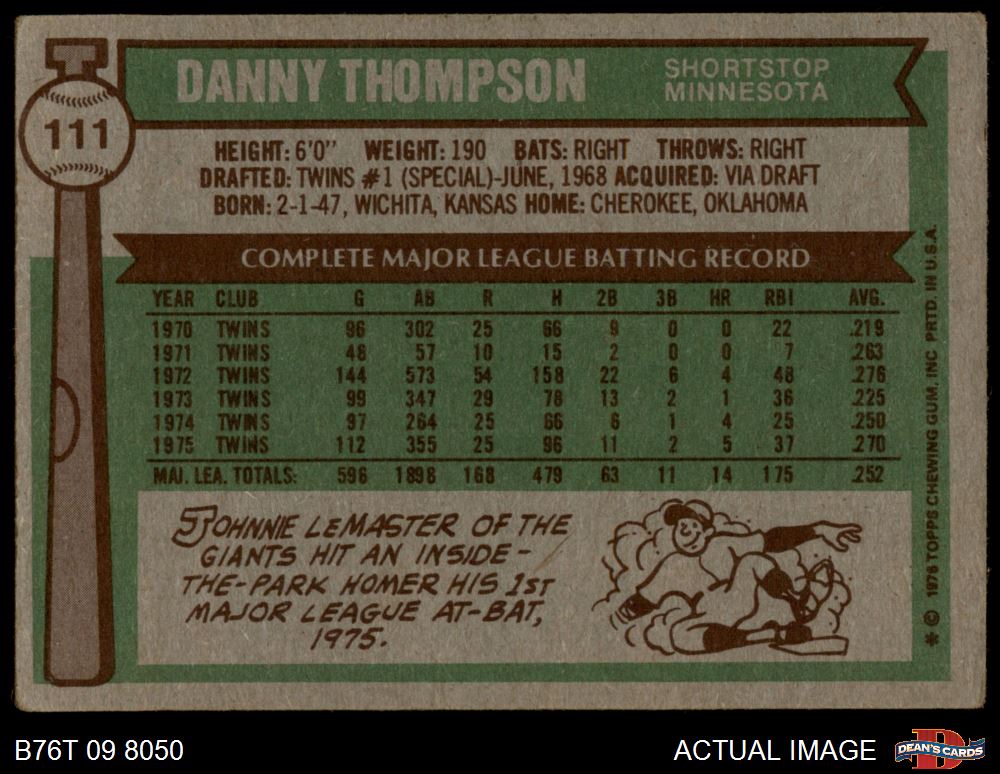 111
DANNY THOMPSON
SHORTSTOP
MINNESOTA
HEIGHT: 6'0" WEIGHT: 190 BATS: RIGHT THROWS: RIGHT
DRAFTED: TWINS #1 (SPECIAL)-JUNE, 1968 ACQUIRED: VIA DRAFT
BORN: 2-1-47, WICHITA, KANSAS HOME: CHEROKEE, OKLAHOMA
COMPLETE MAJOR LEAGUE BATTING RECORD
YEAR CLUB G AB R H 2B 3B HR RBI AVG.
1970 TWINS 96 302 25 66 9 0 0 22 .219
1971 TWINS 48 57 10 15 2 0 0 7 .263
1972 TWINS 144 573 54 158 22 6 4 48 .276
1973 TWINS 99 347 29 78 13 2 1 36 .225
1974 TWINS 97 264 25 66 6 1 4 25 .250
1975 TWINS 112 355 25 96 11 2 5 37 .270
MAJ. LEA. TOTALS: 596 1898 168 479 63 11 14 175 .252
JOHNNIE LEMASTER OF THE
GIANTS HIT AN INSIDE-
THE-PARK HOMER HIS 1ST
MAJOR LEAGUE AT-BAT,
1975.
* © 1976 TOPPS CHEWING GUM, INC PRTD. IN U.S.A.
B76T 09 8050
ACTUAL IMAGE
DEAN'S CARDS